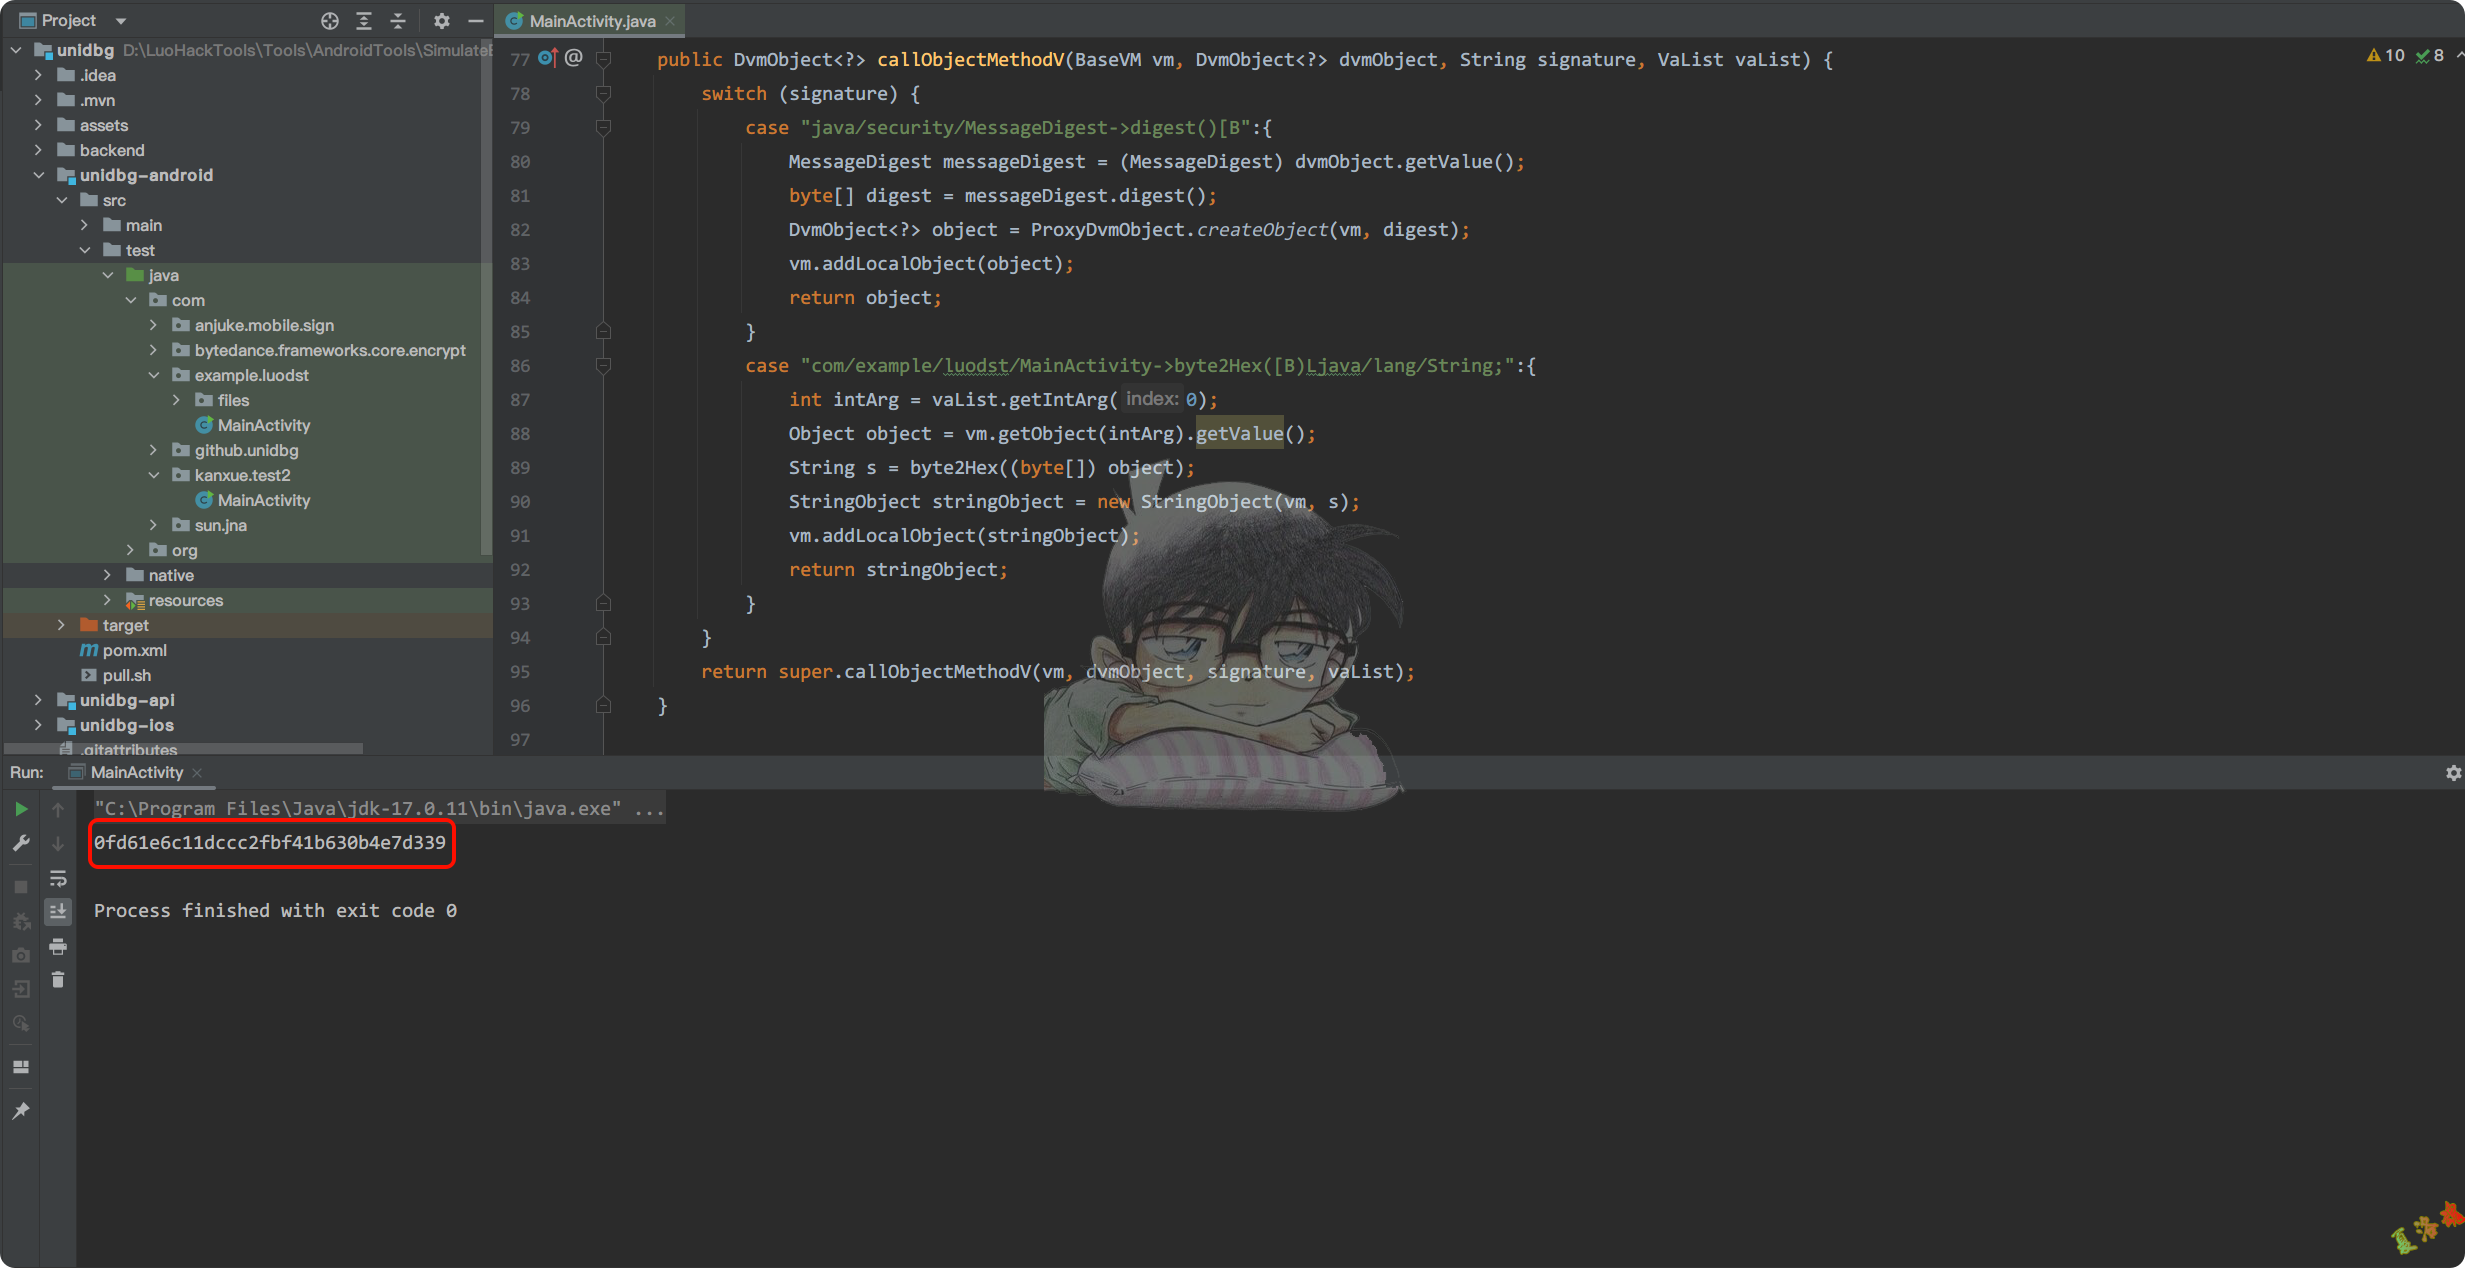 Project
MainActivity.java
unidbg D:\LuoHackTools\Tools\AndroidTools\SimulateE
.idea
.mvn
assets
backend
unidbg-android
src
main
test
java
com
anjuke.mobile.sign
bytedance.frameworks.core.encrypt
example.luodst
files
MainActivity
github.unidbg
kanxue.test2
MainActivity
sun.jna
org
native
resources
target
pom.xml
pull.sh
unidbg-api
unidbg-ios
.gitattributes
10 8
77 @ public DvmObject<?> callObjectMethodV(BaseVM vm, DvmObject<?> dvmObject, String signature, VaList vaList) {
78 switch (signature) {
79 case "java/security/MessageDigest->digest()[B":{
80 MessageDigest messageDigest = (MessageDigest) dvmObject.getValue();
81 byte[] digest = messageDigest.digest();
82 DvmObject<?> object = ProxyDvmObject.createObject(vm, digest);
83 vm.addLocalObject(object);
84 return object;
85 }
86 case "com/example/luodst/MainActivity->byte2Hex([B)Ljava/lang/String;":{
87 int intArg = vaList.getIntArg( index: 0);
88 Object object = vm.getObject(intArg).getValue();
89 String s = byte2Hex((byte[]) object);
90 StringObject stringObject = new StringObject(vm, s);
91 vm.addLocalObject(stringObject);
92 return stringObject;
93 }
94 }
95 return super.callObjectMethodV(vm, dvmObject, signature, vaList);
96 }
97
Run: MainActivity
"C:\Program Files\Java\jdk-17.0.11\bin\java.exe" ...
0fd61e6c11dccc2fbf41b630b4e7d339
Process finished with exit code 0